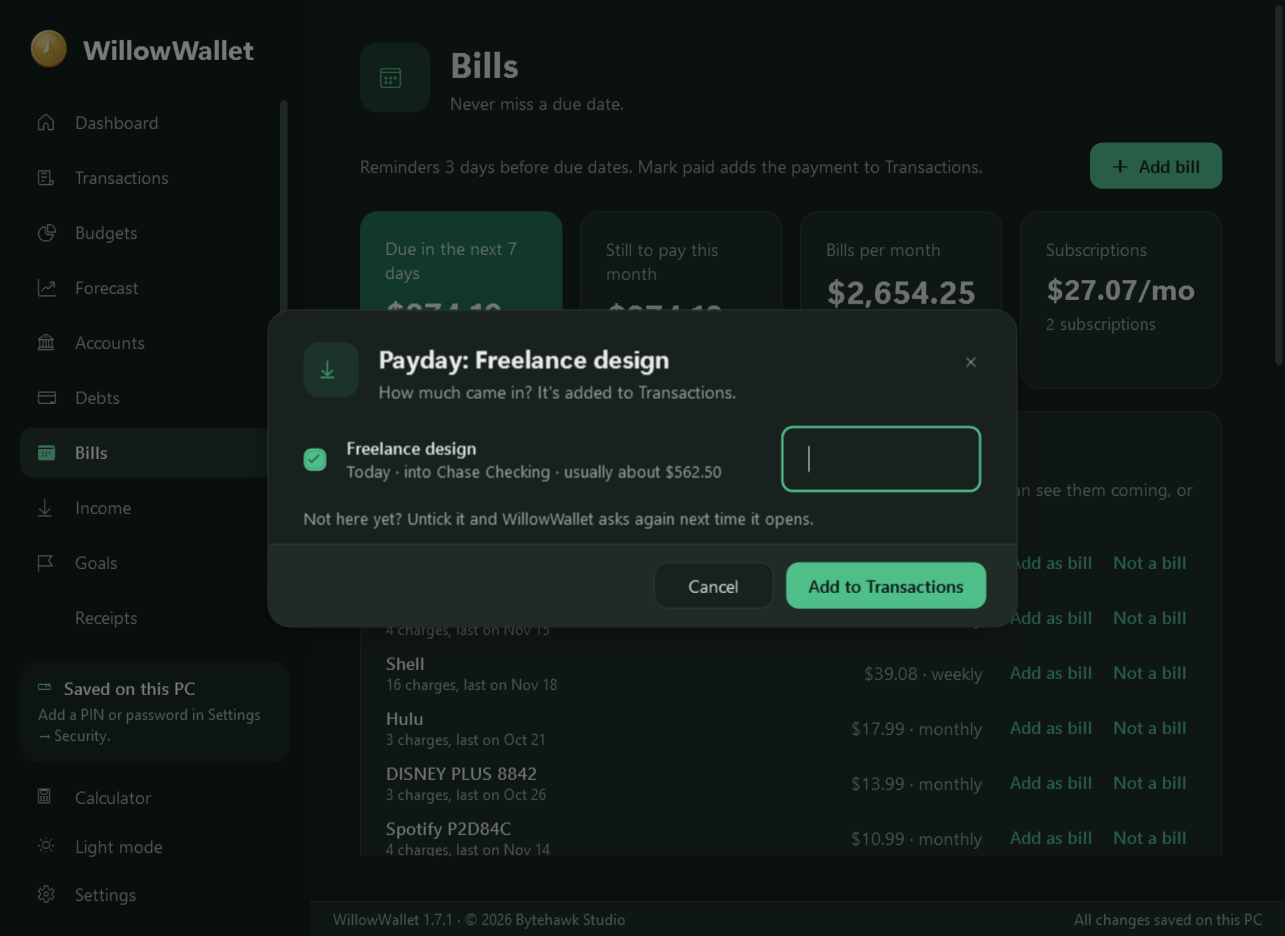 WillowWallet
Dashboard
Transactions
Budgets
Forecast
Accounts
Debts
Bills
Income
Goals
Receipts
Saved on this PC
Add a PIN or password in Settings
→ Security.
Calculator
Light mode
Settings
Bills
Never miss a due date.
Reminders 3 days before due dates. Mark paid adds the payment to Transactions.
+ Add bill
Due in the next 7
days
Still to pay this
month
Bills per month
$2,654.25
Subscriptions
$27.07/mo
2 subscriptions
Payday: Freelance design
×
How much came in? It's added to Transactions.
Freelance design
Today · into Chase Checking · usually about $562.50
Not here yet? Untick it and WillowWallet asks again next time it opens.
Cancel
Add to Transactions
see them coming, or
Add as bill Not a bill
Add as bill Not a bill
4 charges, last on Nov 15
Shell
16 charges, last on Nov 18
$39.08 · weekly
Add as bill Not a bill
Hulu
3 charges, last on Oct 21
$17.99 · monthly
Add as bill Not a bill
DISNEY PLUS 8842
3 charges, last on Oct 26
$13.99 · monthly
Add as bill Not a bill
Spotify P2D84C
4 charges, last on Nov 14
$10.99 · monthly
Add as bill Not a bill
WillowWallet 1.7.1 · © 2026 Bytehawk Studio
All changes saved on this PC